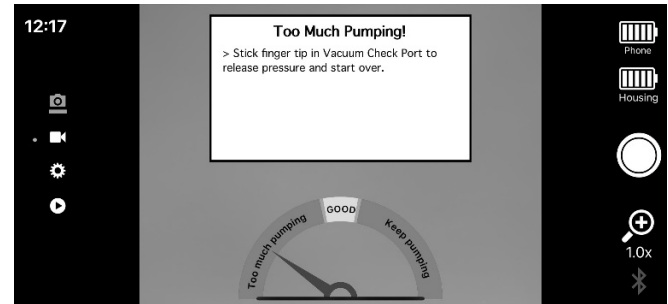 12:17
Too Much Pumping!
> Stick finger tip in Vacuum Check Port to
release pressure and start over.
Too much pumping
GOOD
Keep pumping
Phone
Housing
1.0x